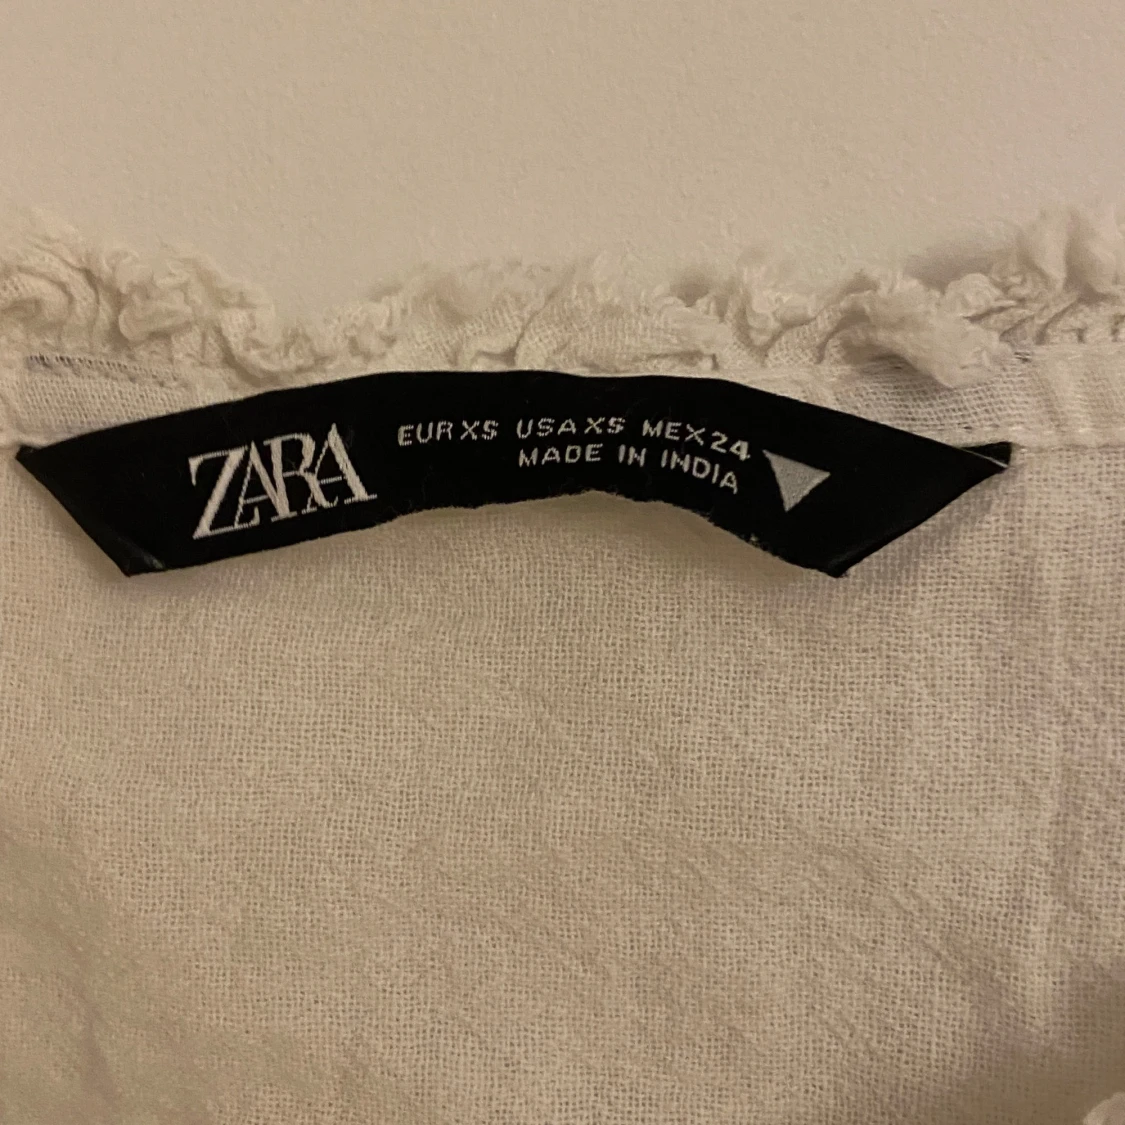 ZARA
EUR XS USA XS MEX 24
MADE IN INDIA